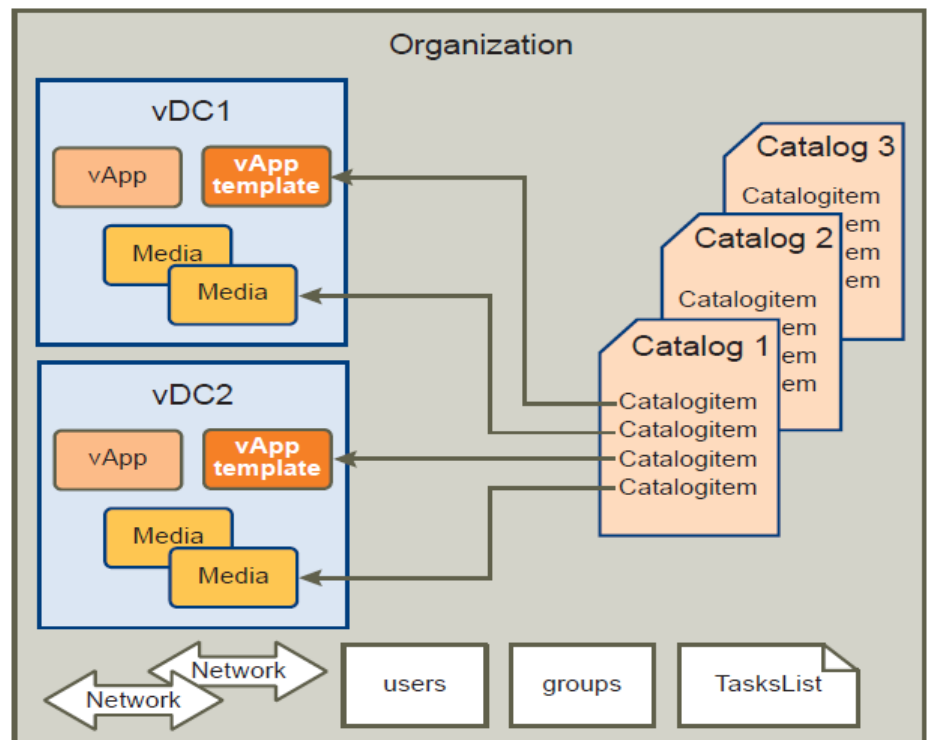 Organization
vDC1
vApp
vApp
template
Media
Media
vDC2
vApp
vApp
template
Media
Media
Catalog 3
Catalogitem
em
em
em
Catalog 2
Catalogitem
em
em
em
Catalog 1
Catalogitem
Catalogitem
Catalogitem
Catalogitem
Network
Network
users
groups
TasksList